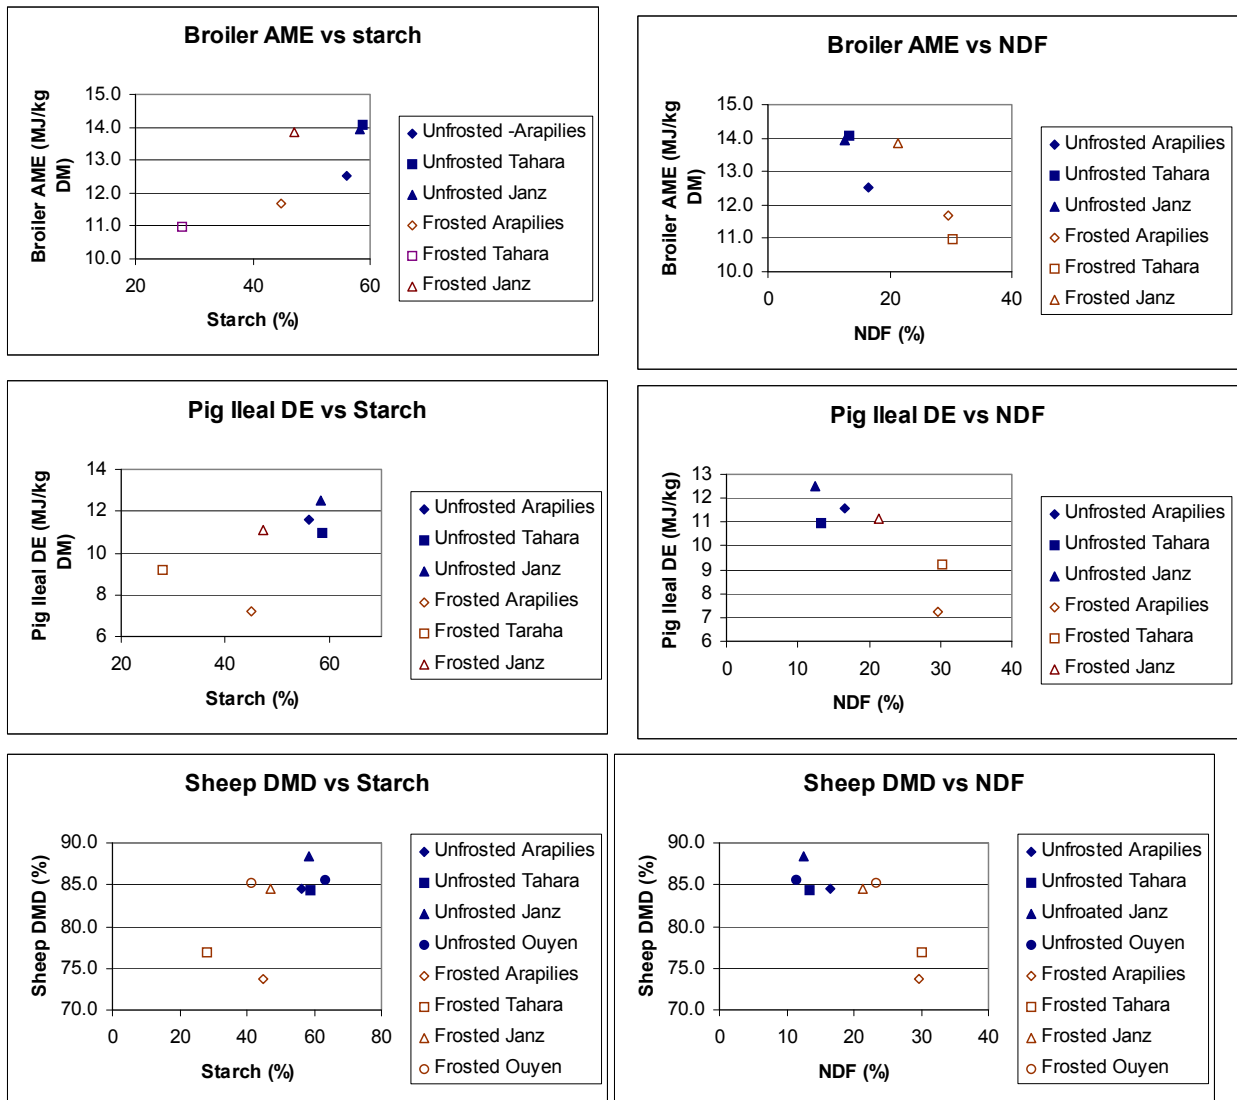 Broiler AME vs starch
Broiler AME (MJ/kg
DM)
15.0
14.0
13.0
12.0
11.0
10.0
20
40
60
Starch (%)
Unfrosted -Arapilies
Unfrosted Tahara
Unfrosted Janz
Frosted Arapilies
Frosted Tahara
Frosted Janz
Broiler AME vs NDF
Broiler AME (MJ/kg
DM)
15.0
14.0
13.0
12.0
11.0
10.0
0
20
40
NDF (%)
Unfrosted Arapilies
Unfrosted Tahara
Unfrosted Janz
Frosted Arapilies
Frostred Tahara
Frosted Janz
Pig Ileal DE vs Starch
Pig Ileal DE (MJ/kg
DM)
14
12
10
8
6
20
40
60
Starch (%)
Unfrosted Arapilies
Unfrosted Tahara
Unfrosted Janz
Frosted Arapilies
Frosted Taraha
Frosted Janz
Pig Ileal DE vs NDF
Pig Ileal DE (MJ/kg)
13
12
11
10
9
8
7
6
0
10
20
30
40
NDF (%)
Unfrosted Arapilies
Unfrosted Tahara
Unfrosted Janz
Frosted Arapilies
Frosted Tahara
Frosted Janz
Sheep DMD vs Starch
Sheep DMD (%)
90.0
85.0
80.0
75.0
70.0
0
20
40
60
80
Starch (%)
Unfrosted Arapilies
Unfrosted Tahara
Unfrosted Janz
Unfrosted Ouyen
Frosted Arapilies
Frosted Tahara
Frosted Janz
Frosted Ouyen
Sheep DMD vs NDF
Sheep DMD (%)
90.0
85.0
80.0
75.0
70.0
0
10
20
30
40
NDF (%)
Unfrosted Arapilies
Unfrosted Tahara
Unfroated Janz
Unfrosted Ouyen
Frosted Arapilies
Frosted Tahara
Frosted Janz
Frosted Ouyen